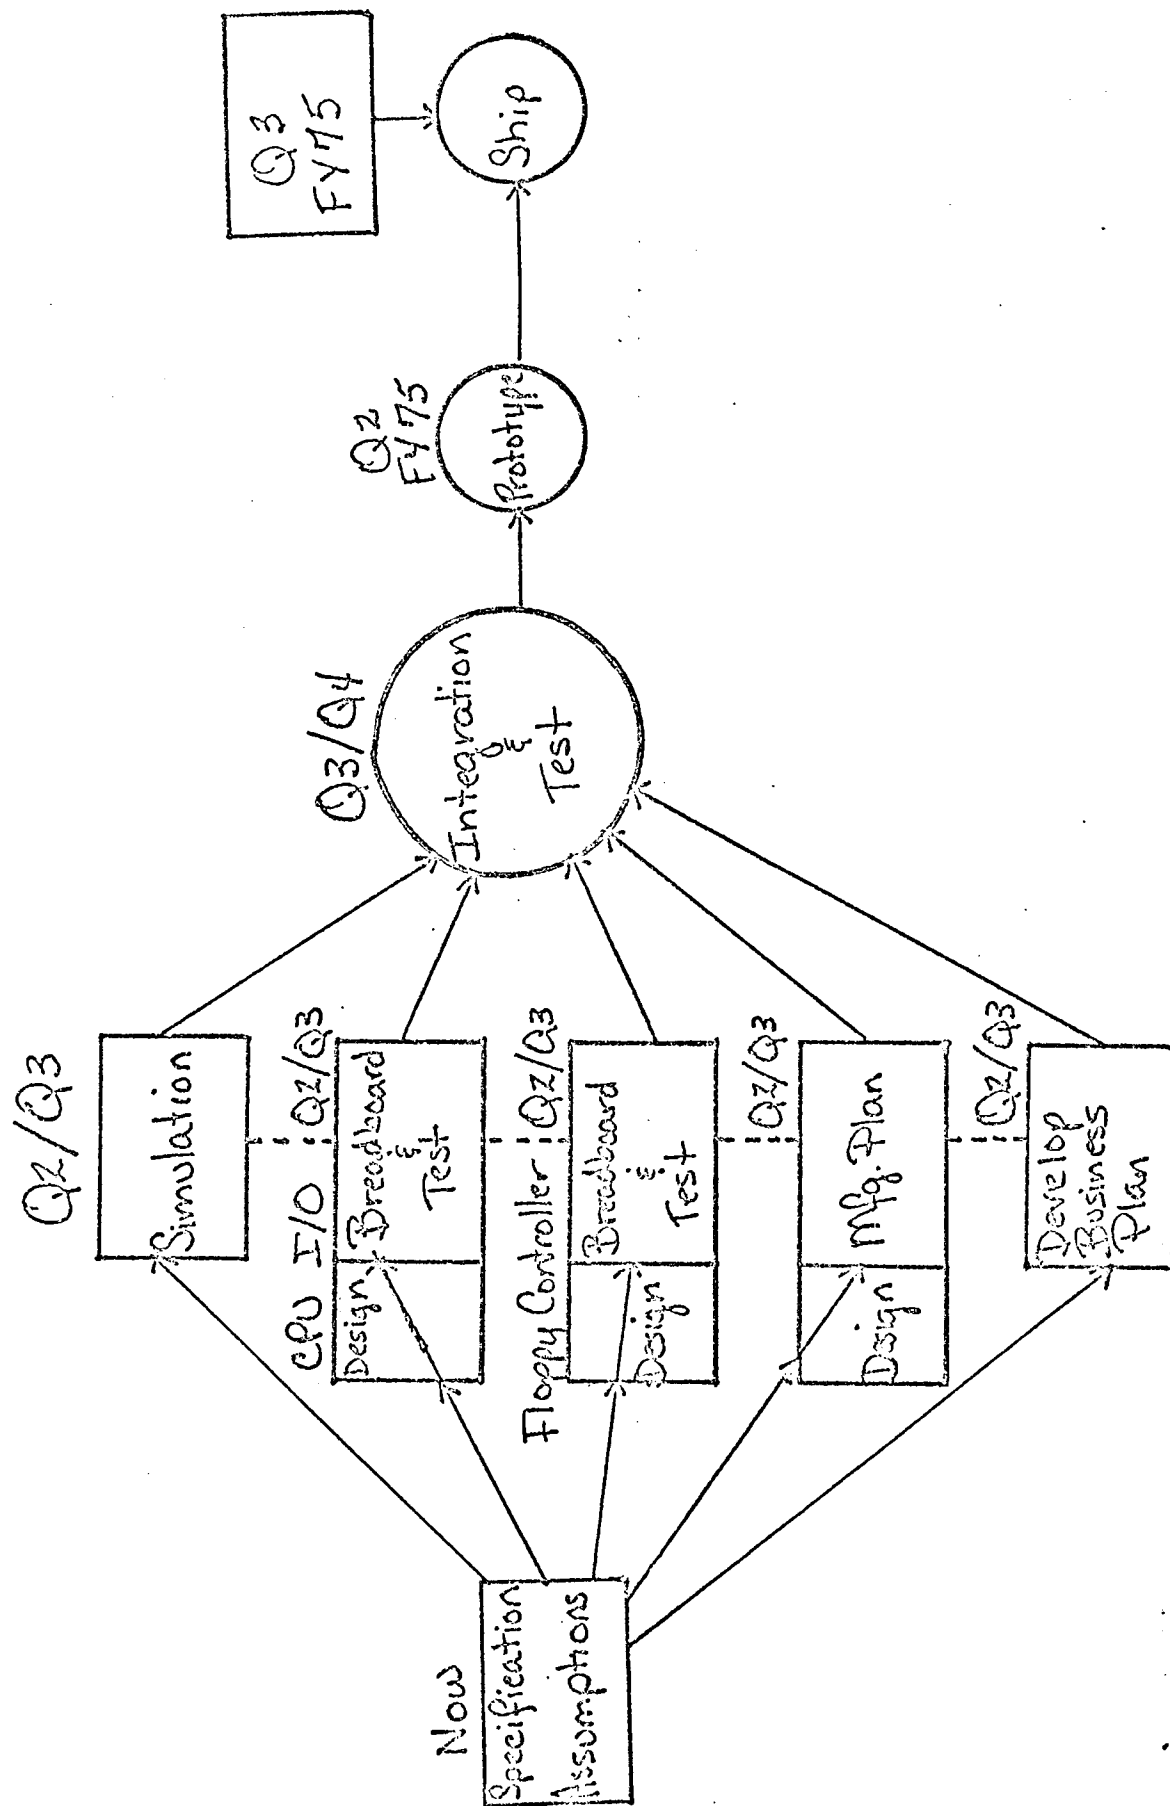 Now
Specification
Assumptions
Q2/Q3
Simulation
CPU I/O Q2/Q3
Design
Breadboard
&
Test
Floppy Controller Q2/Q3
Design
Breadboard
&
Test
Q2/Q3
Design
Mfg. Plan
Q2/Q3
Develop
Business
Plan
Q3/Q4
Integration
&
Test
Q2
FY75
Prototype
Q3
FY75
Ship